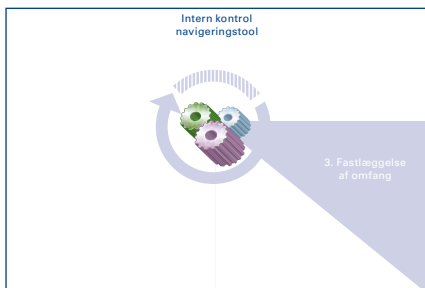 Intern kontrol
navigeringstool
3. Fastlæggelse
af omfang